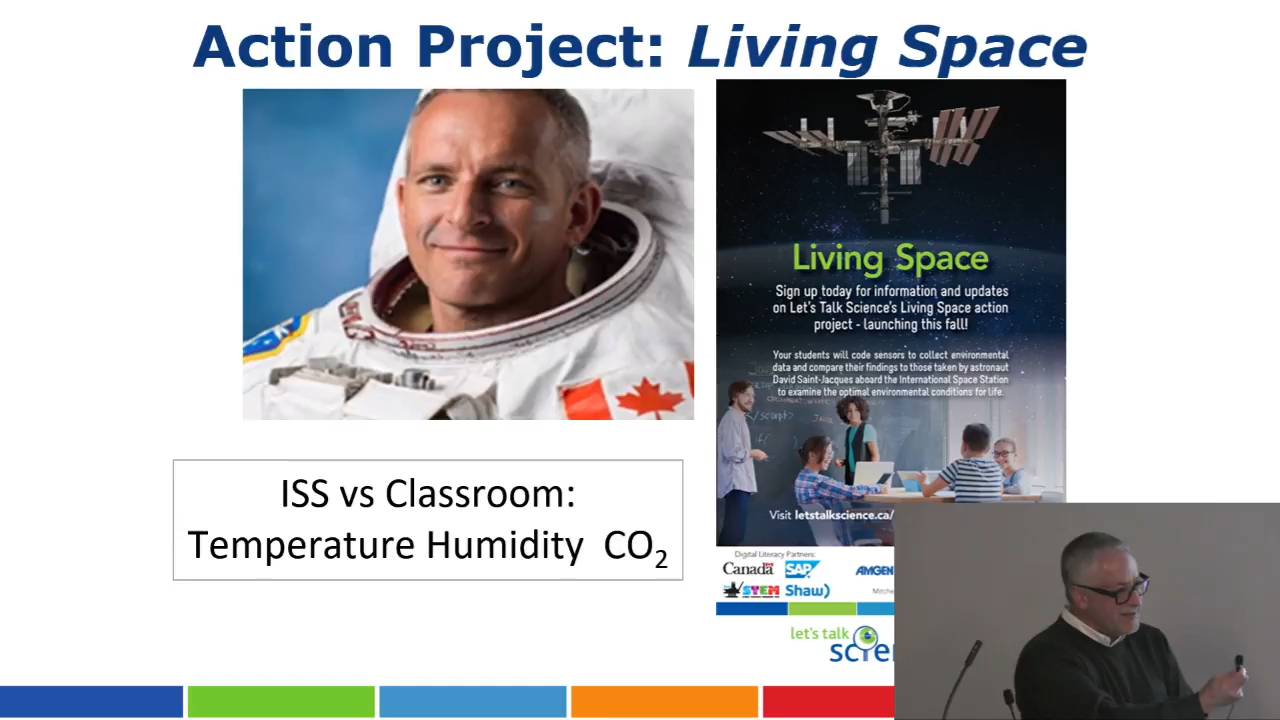 Action Project: Living Space
Living Space
Sign up today for information and updates
on Let's Talk Science's Living Space action
project - launching this fall!
Your students will code sensors to collect environmental
data and compare their findings to those taken by astronaut
David Saint-Jacques aboard the International Space Station
to examine the optimal environmental conditions for life.
Visit letstalkscience.ca/
ISS vs Classroom:
Temperature Humidity CO₂
Digital Literacy Partners:
Canada SAP AMGEN
STEM Shaw)
let's talk